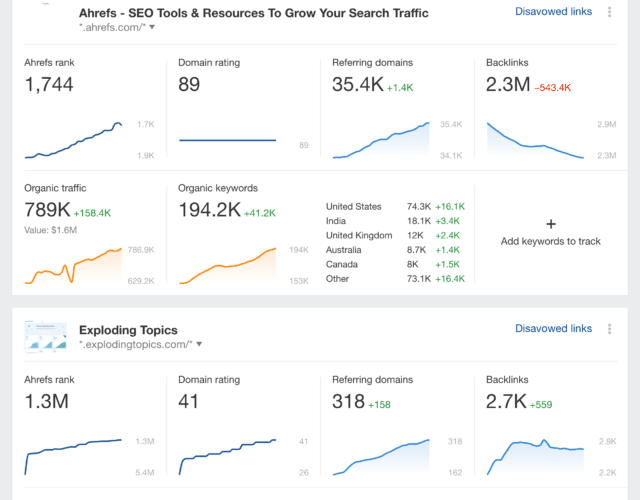 Ahrefs - SEO Tools & Resources To Grow Your Search Traffic
Disavowed links
*.ahrefs.com/* ▼
Ahrefs rank
1,744
1.7K
1.9K
Domain rating
89
89
Referring domains
35.4K +1.4K
35.4K
34.1K
Backlinks
2.3M –543.4K
2.9M
2.3M
Organic traffic
789K +158.4K
Value: $1.6M
786.9K
629.2K
Organic keywords
194.2K +41.2K
194K
153K
United States 74.3K +16.1K
India 18.1K +3.4K
United Kingdom 12K +2.4K
Australia 8.7K +1.4K
Canada 8K +1.5K
Other 73.1K +16.4K
+
Add keywords to track
Exploding Topics
Disavowed links
*.explodingtopics.com/* ▼
Ahrefs rank
1.3M
1.3M
5.4M
Domain rating
41
41
26
Referring domains
318 +158
318
162
Backlinks
2.7K +559
2.9K
2.2K